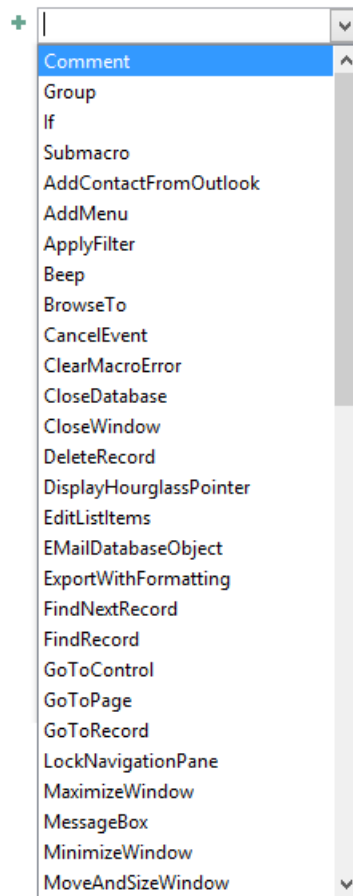 Comment
Group
If
Submacro
AddContactFromOutlook
AddMenu
ApplyFilter
Beep
BrowseTo
CancelEvent
ClearMacroError
CloseDatabase
CloseWindow
DeleteRecord
DisplayHourglassPointer
EditListItems
EMailDatabaseObject
ExportWithFormatting
FindNextRecord
FindRecord
GoToControl
GoToPage
GoToRecord
LockNavigationPane
MaximizeWindow
MessageBox
MinimizeWindow
MoveAndSizeWindow